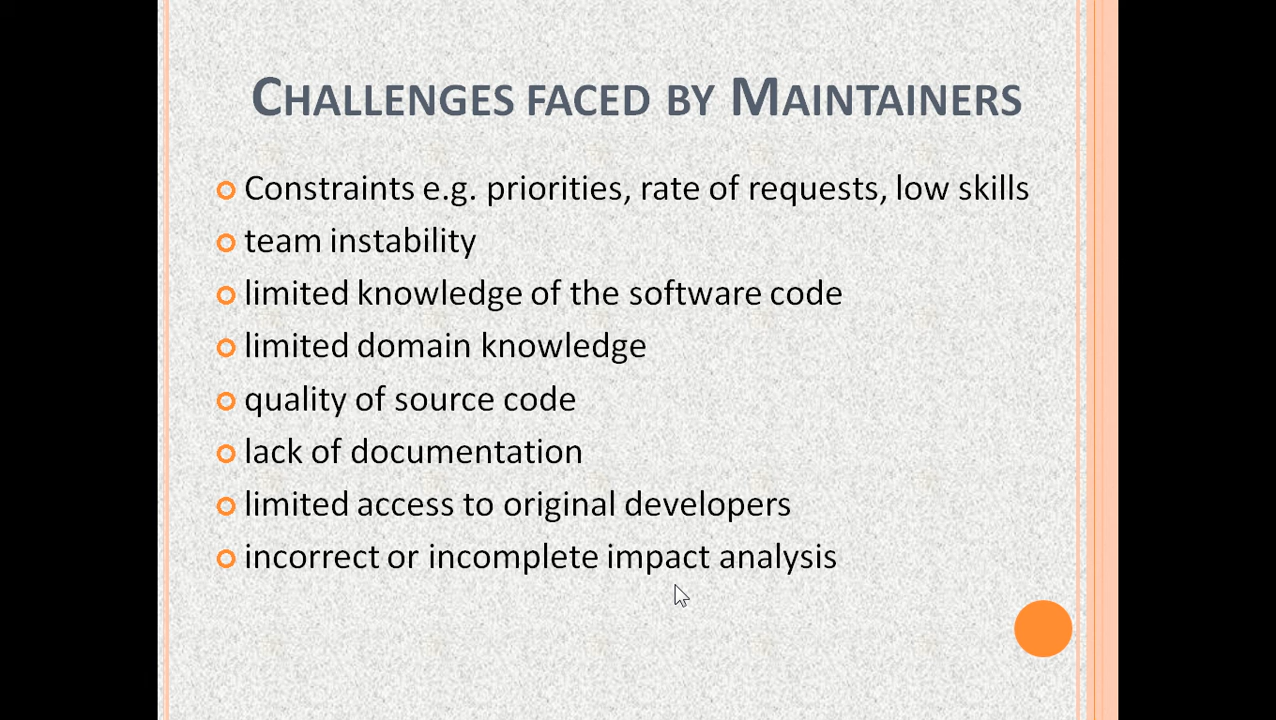 Challenges faced by Maintainers
Constraints e.g. priorities, rate of requests, low skills
team instability
limited knowledge of the software code
limited domain knowledge
quality of source code
lack of documentation
limited access to original developers
incorrect or incomplete impact analysis